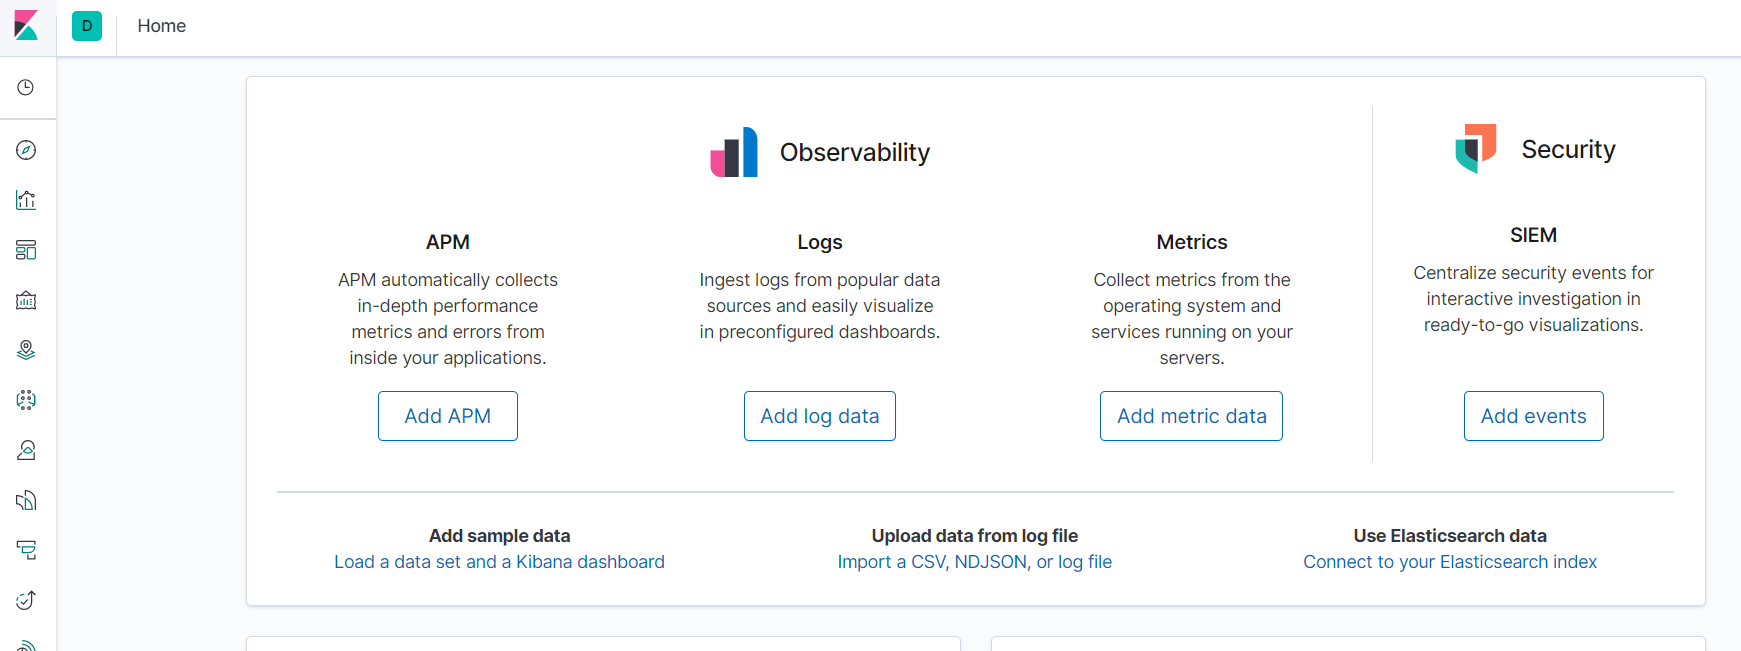 D
Home
Observability
Security
APM
APM automatically collects
in-depth performance
metrics and errors from
inside your applications.
Add APM
Logs
Ingest logs from popular data
sources and easily visualize
in preconfigured dashboards.
Add log data
Metrics
Collect metrics from the
operating system and
services running on your
servers.
Add metric data
SIEM
Centralize security events for
interactive investigation in
ready-to-go visualizations.
Add events
Add sample data
Load a data set and a Kibana dashboard
Upload data from log file
Import a CSV, NDJSON, or log file
Use Elasticsearch data
Connect to your Elasticsearch index